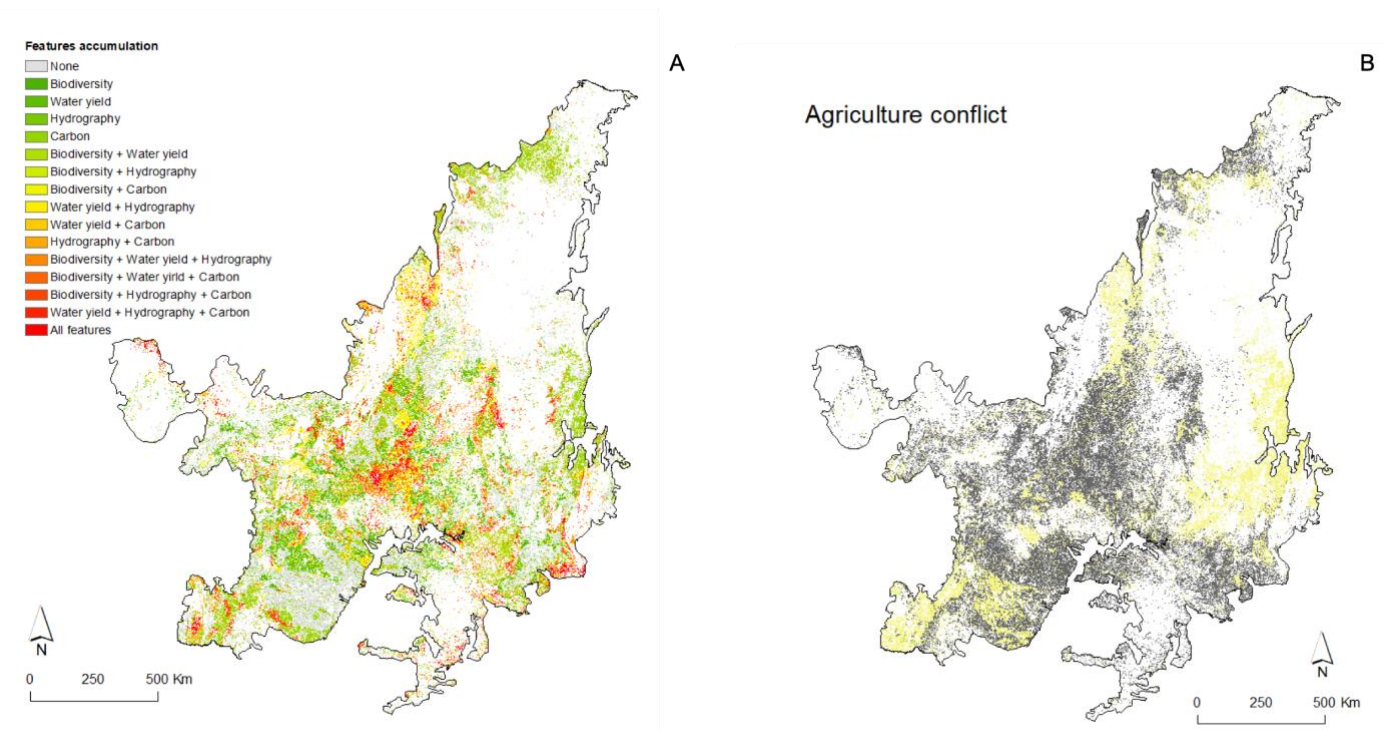 Features accumulation
None
Biodiversity
Water yield
Hydrography
Carbon
Biodiversity + Water yield
Biodiversity + Hydrography
Biodiversity + Carbon
Water yield + Hydrography
Water yield + Carbon
Hydrography + Carbon
Biodiversity + Water yield + Hydrography
Biodiversity + Water yirld + Carbon
Biodiversity + Hydrography + Carbon
Water yield + Hydrography + Carbon
All features
N
0 250 500 Km
A
B
Agriculture conflict
N
0 250 500 Km